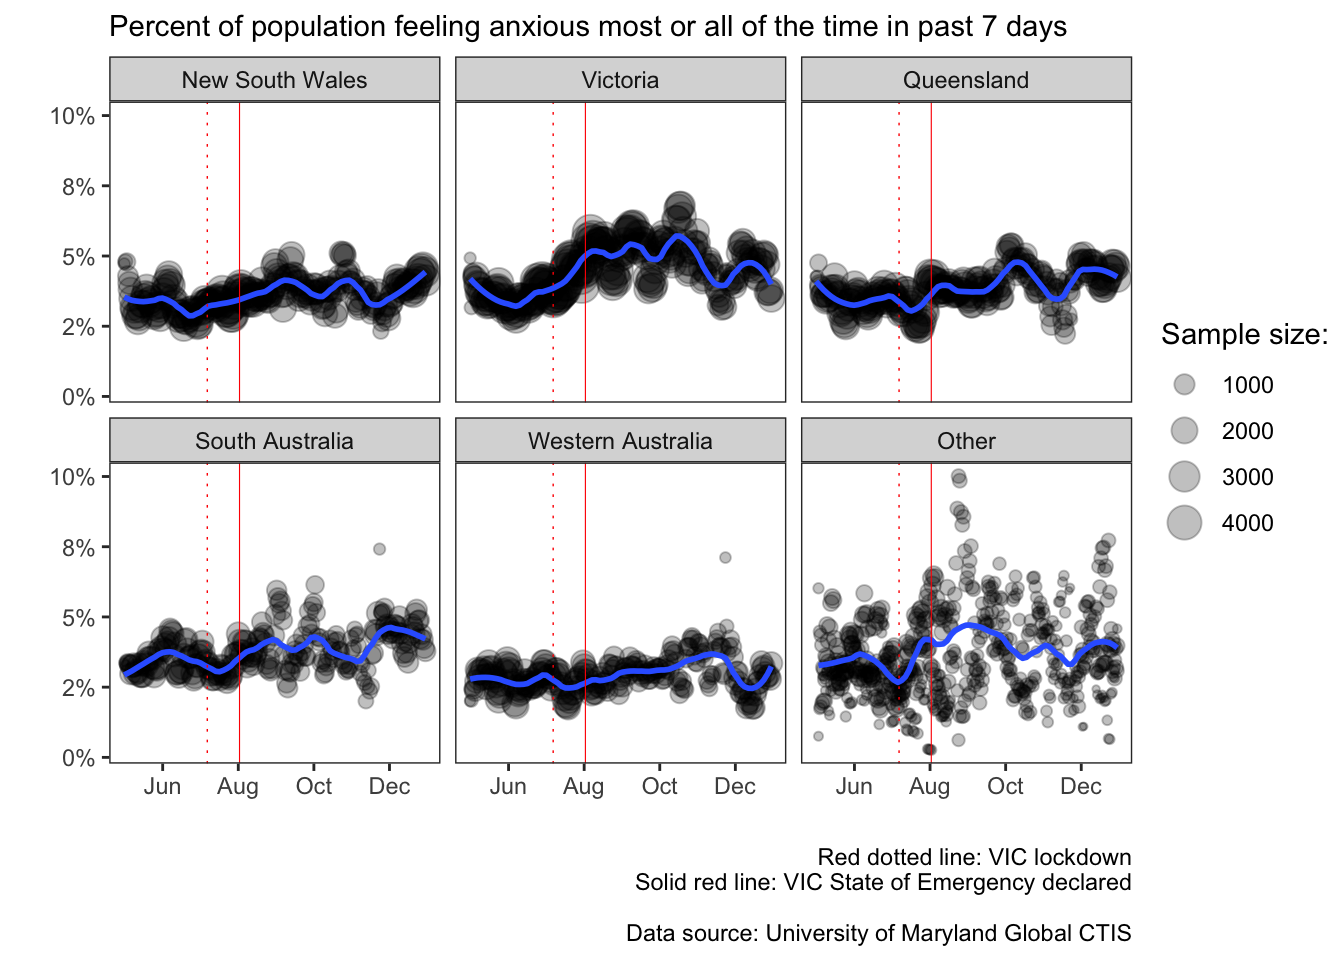 Percent of population feeling anxious most or all of the time in past 7 days
New South Wales
Victoria
Queensland
10%
8%
5%
2%
0%
South Australia
Western Australia
Other
10%
8%
5%
2%
0%
Jun Aug Oct Dec
Jun Aug Oct Dec
Jun Aug Oct Dec
Sample size:
1000
2000
3000
4000
Red dotted line: VIC lockdown
Solid red line: VIC State of Emergency declared
Data source: University of Maryland Global CTIS